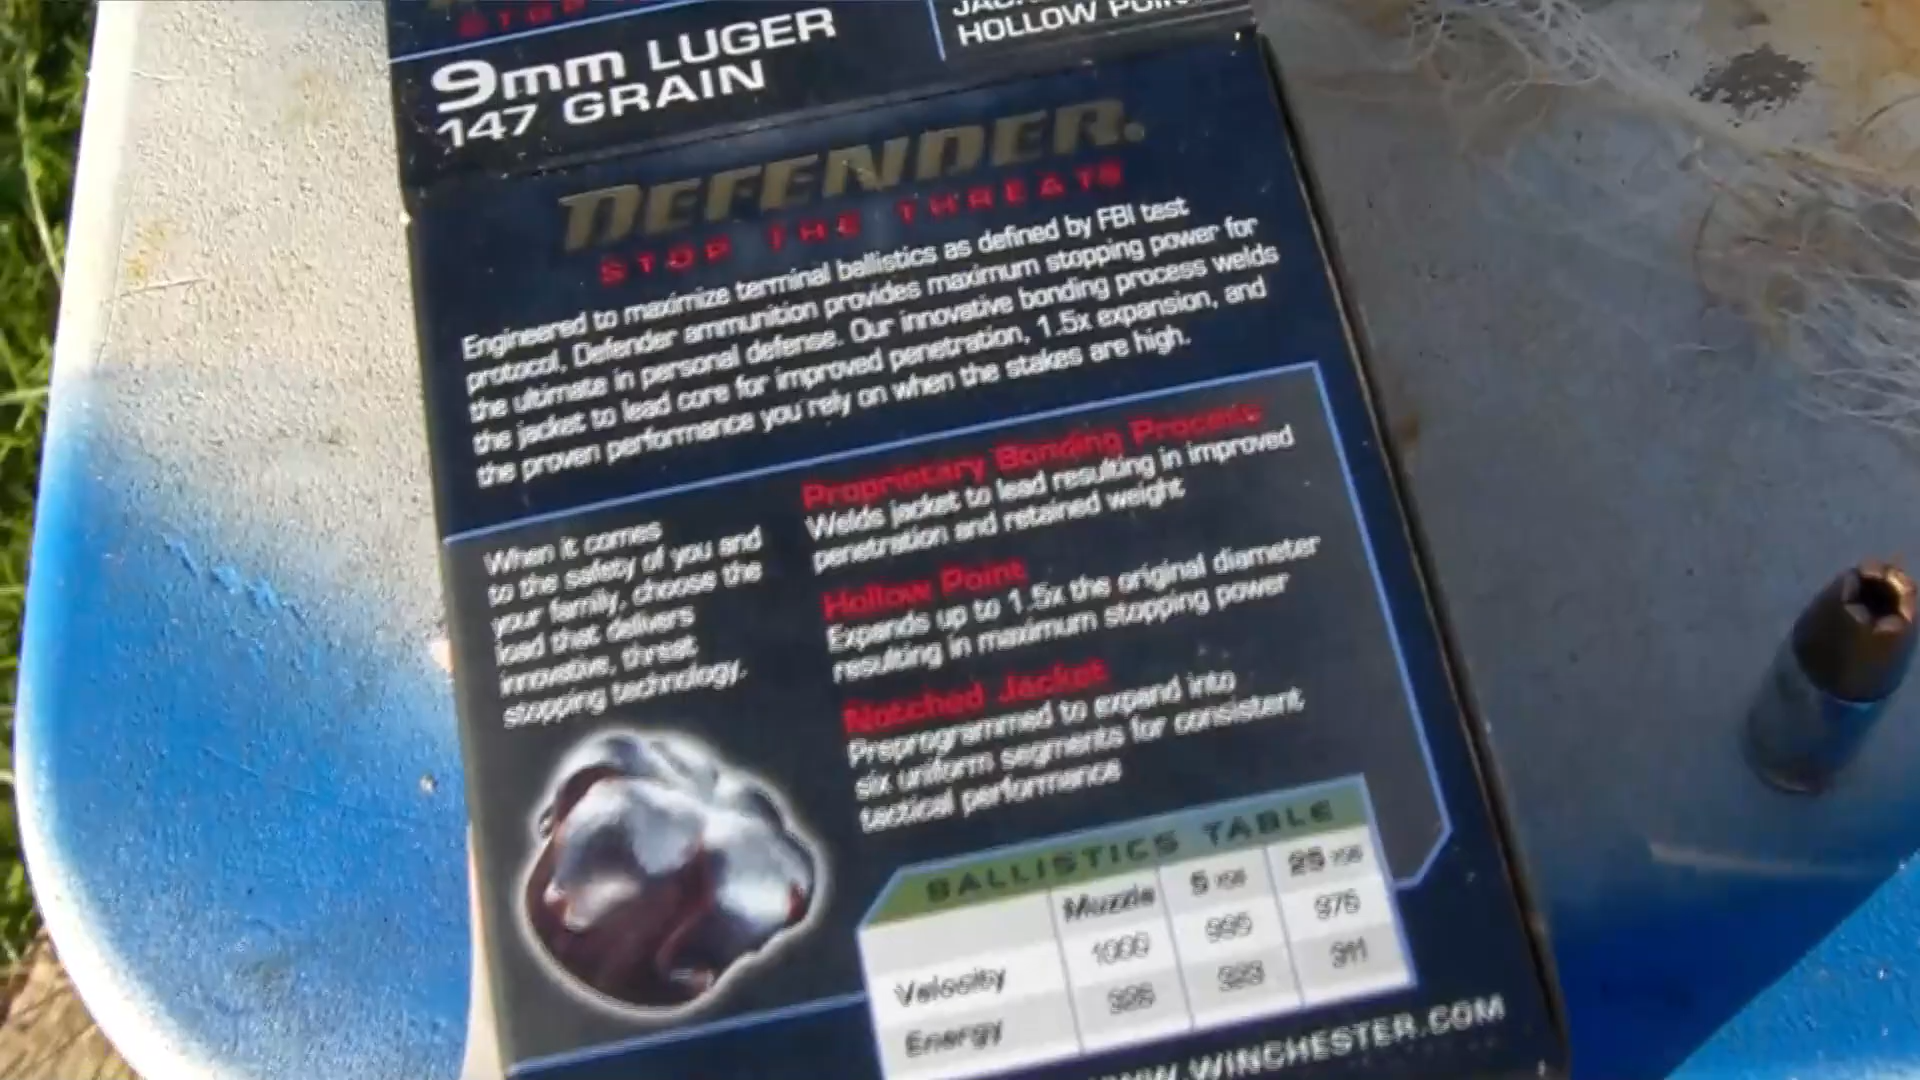 9mm LUGER
147 GRAIN
HOLLOW POINT
DEFENDER.
STOP THE THREATS
Engineered to maximize terminal ballistics as defined by FBI test
protocol, Defender ammunition provides maximum stopping power for
the ultimate in personal defense. Our innovative bonding process welds
the jacket to lead core for improved penetration, 1.5x expansion, and
the proven performance you rely on when the stakes are high.
When it comes
to the safety of you and
your family, choose the
load that delivers
innovative, threat
stopping technology.
Proprietary Bonding Process
Welds jacket to lead resulting in improved
penetration and retained weight
Hollow Point
Expands up to 1.5x the original diameter
resulting in maximum stopping power
Notched Jacket
Preprogrammed to expand into
six uniform segments for consistent
tactical performance
BALLISTICS TABLE
Muzzle 5 25
Velocity 995 975
Energy 311
WWW.WINCHESTER.COM